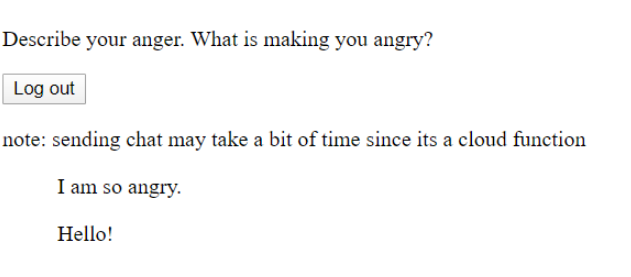 Describe your anger. What is making you angry?
Log out
note: sending chat may take a bit of time since its a cloud function
I am so angry.
Hello!